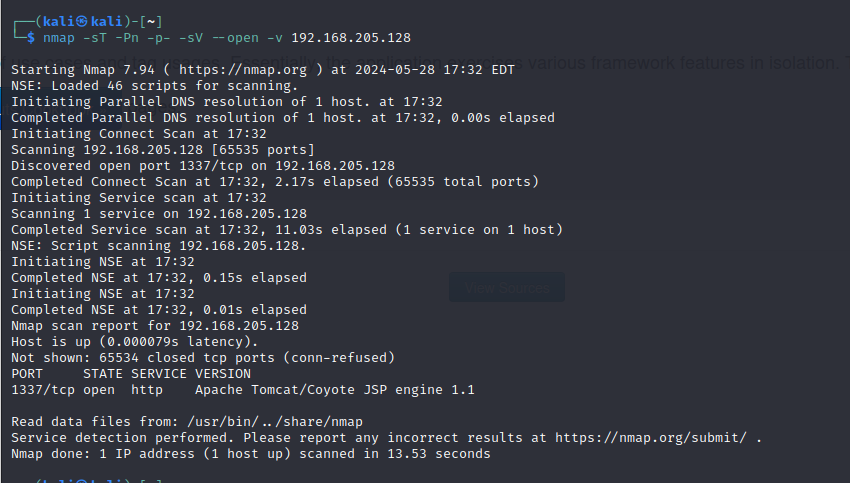 ┌──(kali㉿kali)-[~]
└─$ nmap -sT -Pn -p- -sV --open -v 192.168.205.128
various framework features in isolation.
Starting Nmap 7.94 ( https://nmap.org ) at 2024-05-28 17:32 EDT
NSE: Loaded 46 scripts for scanning.
Initiating Parallel DNS resolution of 1 host. at 17:32
Completed Parallel DNS resolution of 1 host. at 17:32, 0.00s elapsed
Initiating Connect Scan at 17:32
Scanning 192.168.205.128 [65535 ports]
Discovered open port 1337/tcp on 192.168.205.128
Completed Connect Scan at 17:32, 2.17s elapsed (65535 total ports)
Initiating Service scan at 17:32
Scanning 1 service on 192.168.205.128
Completed Service scan at 17:32, 11.03s elapsed (1 service on 1 host)
NSE: Script scanning 192.168.205.128.
Initiating NSE at 17:32
Completed NSE at 17:32, 0.15s elapsed
Initiating NSE at 17:32
View Sources
Completed NSE at 17:32, 0.01s elapsed
Nmap scan report for 192.168.205.128
Host is up (0.000079s latency).
Not shown: 65534 closed tcp ports (conn-refused)
PORT     STATE SERVICE VERSION
1337/tcp open  http    Apache Tomcat/Coyote JSP engine 1.1
Read data files from: /usr/bin/../share/nmap
Service detection performed. Please report any incorrect results at https://nmap.org/submit/ .
Nmap done: 1 IP address (1 host up) scanned in 13.53 seconds